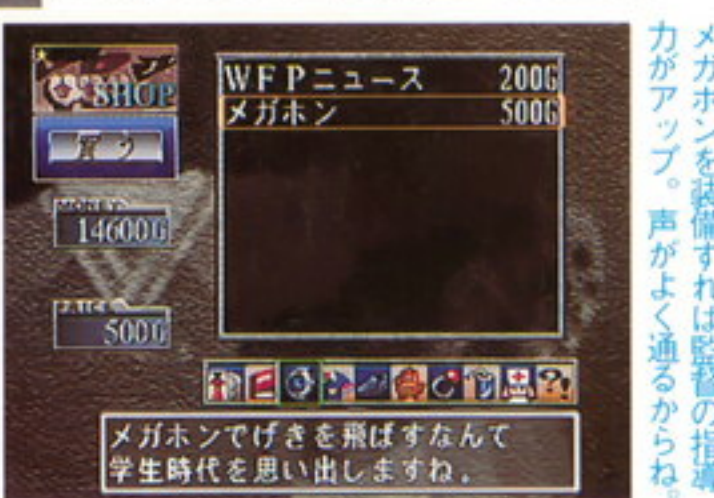 SHOP
買う
MONEY
14600G
PRICE
500G
WFPニュース 200G
メガホン 500G
メガホンでげきを飛ばすなんて
学生時代を思い出しますね。
メガホンを装備すれば監督の指導
力がアップ。声がよく通るからね。